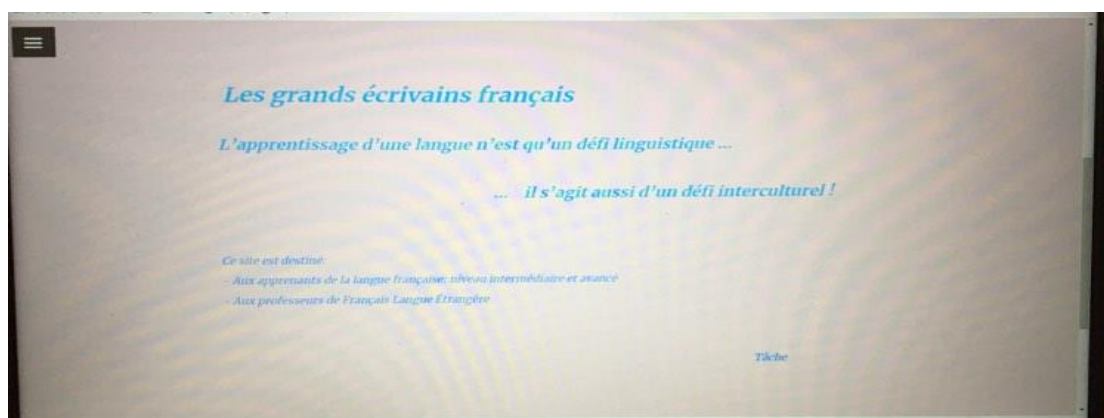 Les grands écrivains français
L'apprentissage d'une langue n'est qu'un défi linguistique ...
... il s'agit aussi d'un défi interculturel !
Ce site est destiné:
- Aux apprenants de la langue française: niveau intermédiaire et avancé
- Aux professeurs de Français Langue Étrangère
Tâche